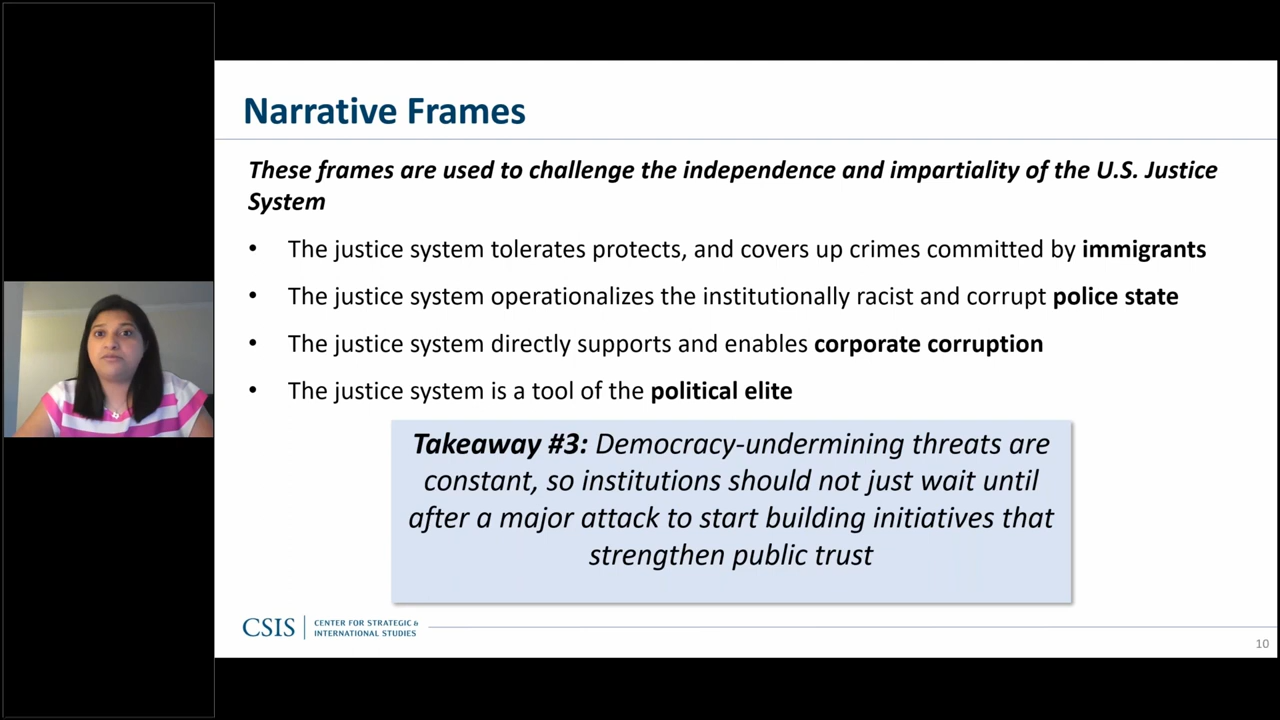 Narrative Frames
These frames are used to challenge the independence and impartiality of the U.S. Justice
System
• The justice system tolerates protects, and covers up crimes committed by immigrants
• The justice system operationalizes the institutionally racist and corrupt police state
• The justice system directly supports and enables corporate corruption
• The justice system is a tool of the political elite
Takeaway #3: Democracy-undermining threats are
constant, so institutions should not just wait until
after a major attack to start building initiatives that
strengthen public trust
CSIS | CENTER FOR STRATEGIC &
INTERNATIONAL STUDIES
10